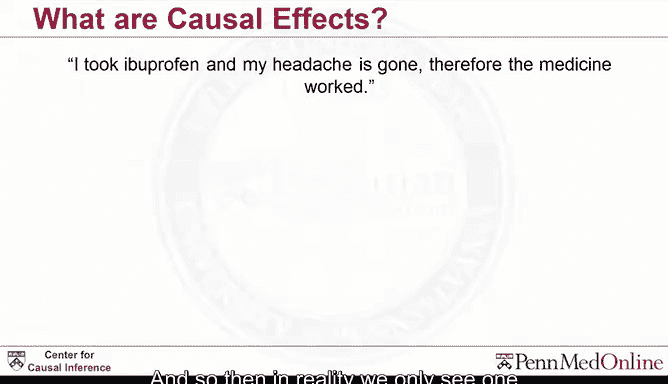 What are Causal Effects?
“I took ibuprofen and my headache is gone, therefore the medicine
worked.”
Center for
Causal Inference
PennMedOnline
And so then in reality we only see one